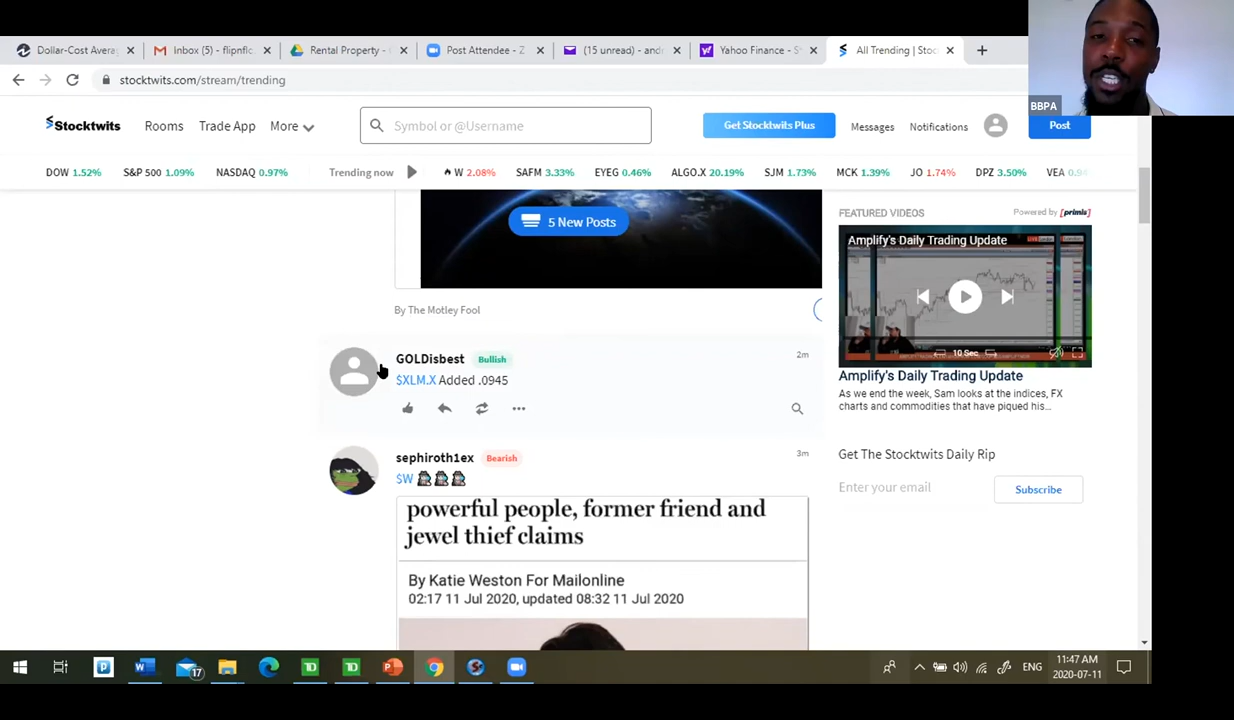 Dollar-Cost Avera
Inbox (5) - flipnflc
Rental Property -
Post Attendee - Z
(15 unread) - and
Yahoo Finance - S
All Trending | Stoc
stocktwits.com/stream/trending
BBPA
Stocktwits
Rooms
Trade App
More
Symbol or @Username
Get Stocktwits Plus
Messages
Notifications
Post
DOW 1.52%
S&P 500 1.09%
NASDAQ 0.97%
Trending now
W 2.08%
SAFM 3.33%
EYEG 0.46%
ALGO.X 20.19%
SJM 1.73%
MCK 1.39%
JO 1.74%
DPZ 3.50%
VEA 0.9
5 New Posts
FEATURED VIDEOS
Powered by [primis]
Amplify's Daily Trading Update
10 Sec
Amplify's Daily Trading Update
As we end the week, Sam looks at the indices, FX
charts and commodities that have piqued his...
By The Motley Fool
GOLDisbest Bullish
2m
$XLM.X Added .0945
sephiroth1ex Bearish
3m
$W
powerful people, former friend and
jewel thief claims
By Katie Weston For Mailonline
02:17 11 Jul 2020, updated 08:32 11 Jul 2020
Get The Stocktwits Daily Rip
Enter your email
Subscribe
17
ENG
11:47 AM
2020-07-11